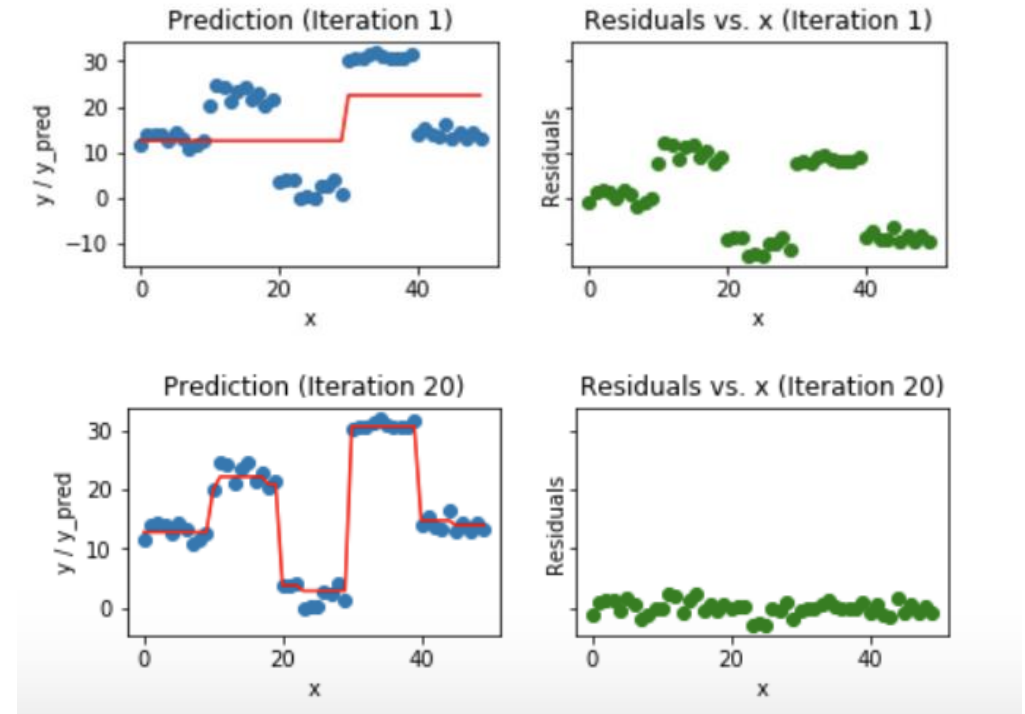 Prediction (Iteration 1)
y / y_pred
30
20
10
0
−10
0
20
40
x
Residuals vs. x (Iteration 1)
Residuals
0
20
40
x
Prediction (Iteration 20)
y / y_pred
30
20
10
0
0
20
40
x
Residuals vs. x (Iteration 20)
Residuals
0
20
40
x